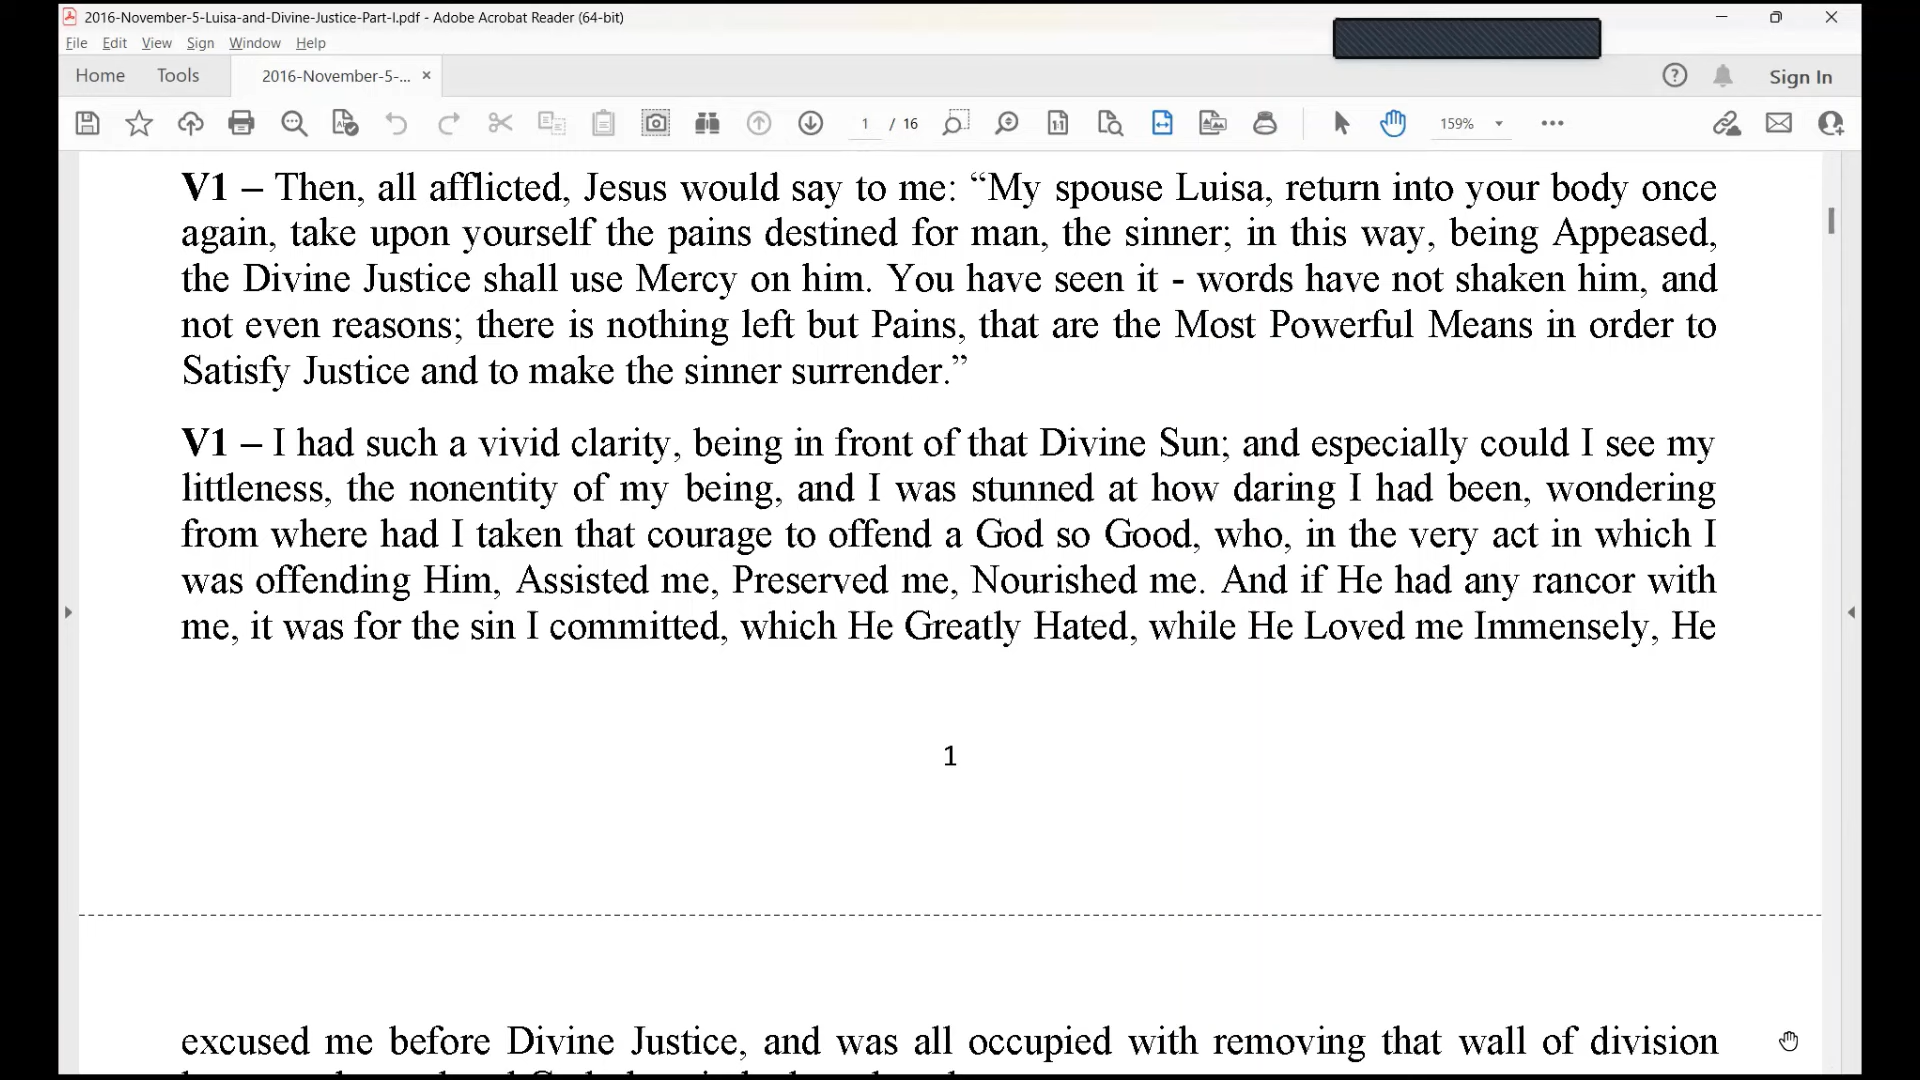 2016-November-5-Luisa-and-Divine-Justice-Part-I.pdf - Adobe Acrobat Reader (64-bit)
File Edit View Sign Window Help
Home Tools 2016-November-5-... × Sign In
1 / 16 159%
V1 – Then, all afflicted, Jesus would say to me: “My spouse Luisa, return into your body once
again, take upon yourself the pains destined for man, the sinner; in this way, being Appeased,
the Divine Justice shall use Mercy on him. You have seen it - words have not shaken him, and
not even reasons; there is nothing left but Pains, that are the Most Powerful Means in order to
Satisfy Justice and to make the sinner surrender.”
V1 – I had such a vivid clarity, being in front of that Divine Sun; and especially could I see my
littleness, the nonentity of my being, and I was stunned at how daring I had been, wondering
from where had I taken that courage to offend a God so Good, who, in the very act in which I
was offending Him, Assisted me, Preserved me, Nourished me. And if He had any rancor with
me, it was for the sin I committed, which He Greatly Hated, while He Loved me Immensely, He
1
excused me before Divine Justice, and was all occupied with removing that wall of division